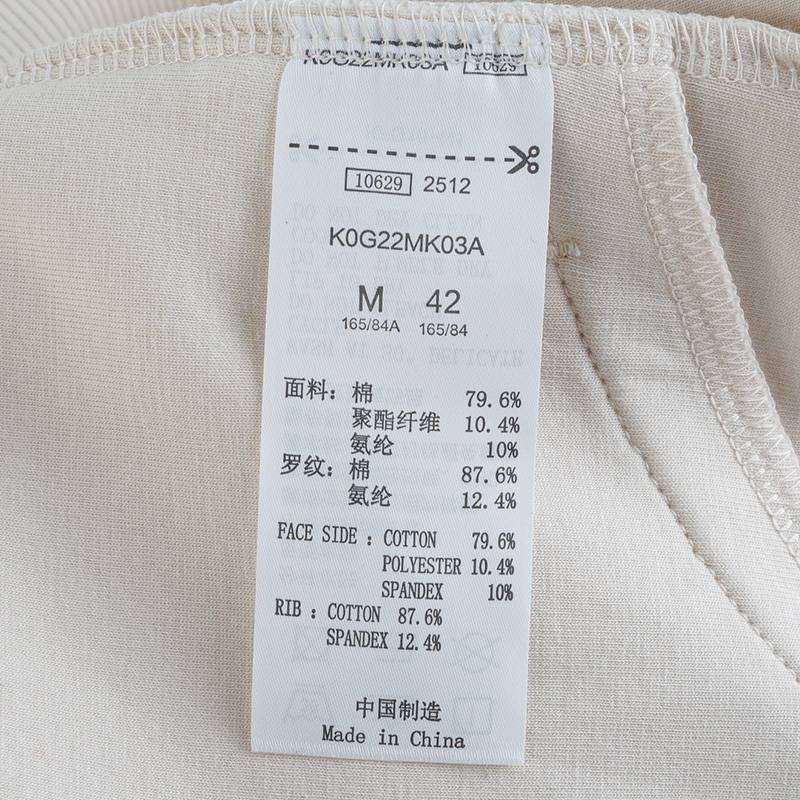 K0G22MK03A 10629
10629 2512
K0G22MK03A
M 42
165/84A 165/84
面料: 棉 79.6%
聚酯纤维 10.4%
氨纶 10%
罗纹: 棉 87.6%
氨纶 12.4%
FACE SIDE : COTTON 79.6%
POLYESTER 10.4%
SPANDEX 10%
RIB : COTTON 87.6%
SPANDEX 12.4%
中国制造
Made in China